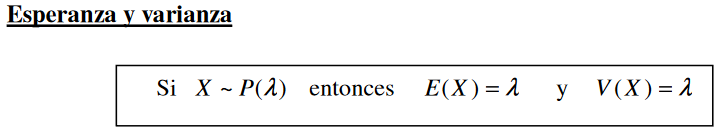 Esperanza y varianza
Si X ~ P(λ) entonces E(X) = λ y V(X) = λ